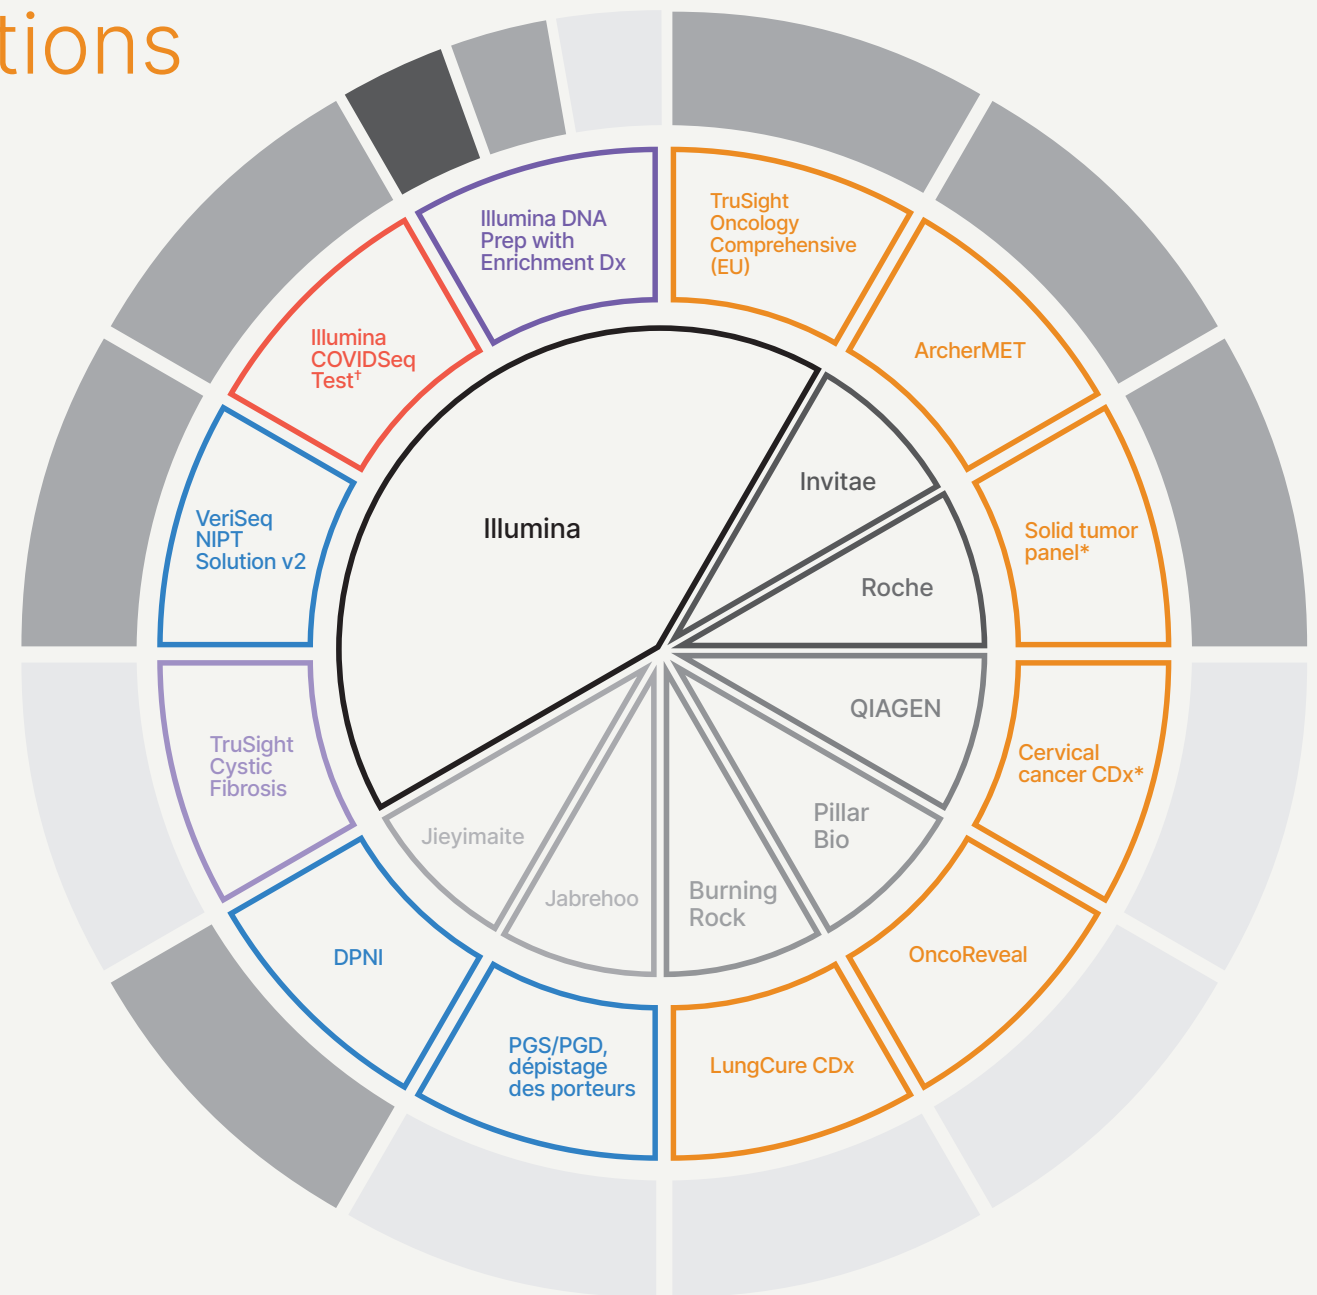 tions
Illumina DNA
Prep with
Enrichment Dx
TruSight
Oncology
Comprehensive
(EU)
Illumina
COVIDSeq
Test†
ArcherMET
VeriSeq
NIPT
Solution v2
Solid tumor
panel*
Illumina
Invitae
Roche
QIAGEN
Pillar
Bio
Burning
Rock
Jabrehoo
Jieyimaite
TruSight
Cystic
Fibrosis
Cervical
cancer CDx*
DPNI
OncoReveal
PGS/PGD,
dépistage
des porteurs
LungCure CDx